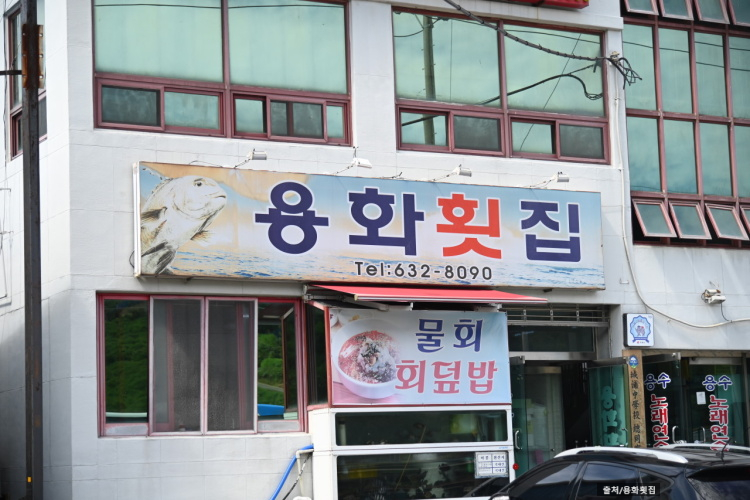 용화횟집
Tel:632-8090
물회
회덮밥
용수
노래연
용수
노래연
출처/용화횟집